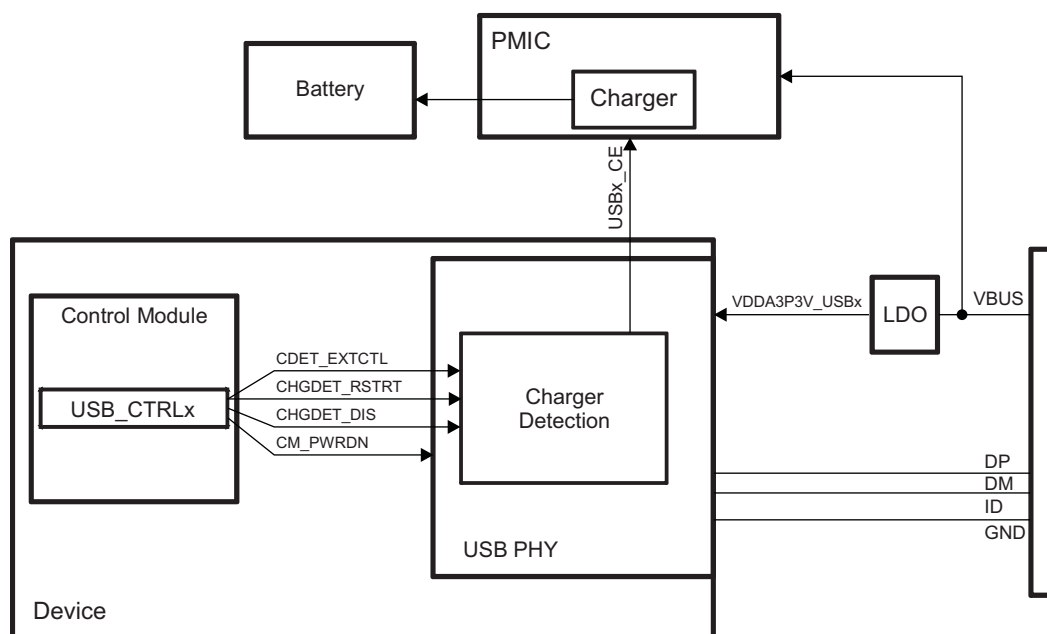 PMIC
Battery
Charger
USBx_CE
Control Module
VDDA3P3V_USBx
LDO
VBUS
CDET_EXTCTL
CHGDET_RSTRT
CHGDET_DIS
CM_PWRDN
USB_CTRLx
Charger
Detection
DP
DM
ID
GND
USB PHY
Device